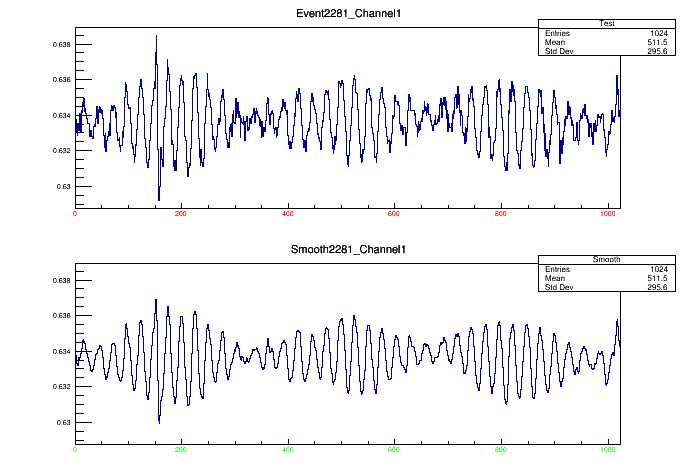 Event2281_Channel1
Test
Entries 1024
Mean 511.5
Std Dev 295.6
0.638
0.636
0.634
0.632
0.63
0 200 400 600 800 1000
Smooth2281_Channel1
Smooth
Entries 1024
Mean 511.5
Std Dev 295.6
0.638
0.636
0.634
0.632
0.63
0 200 400 600 800 1000